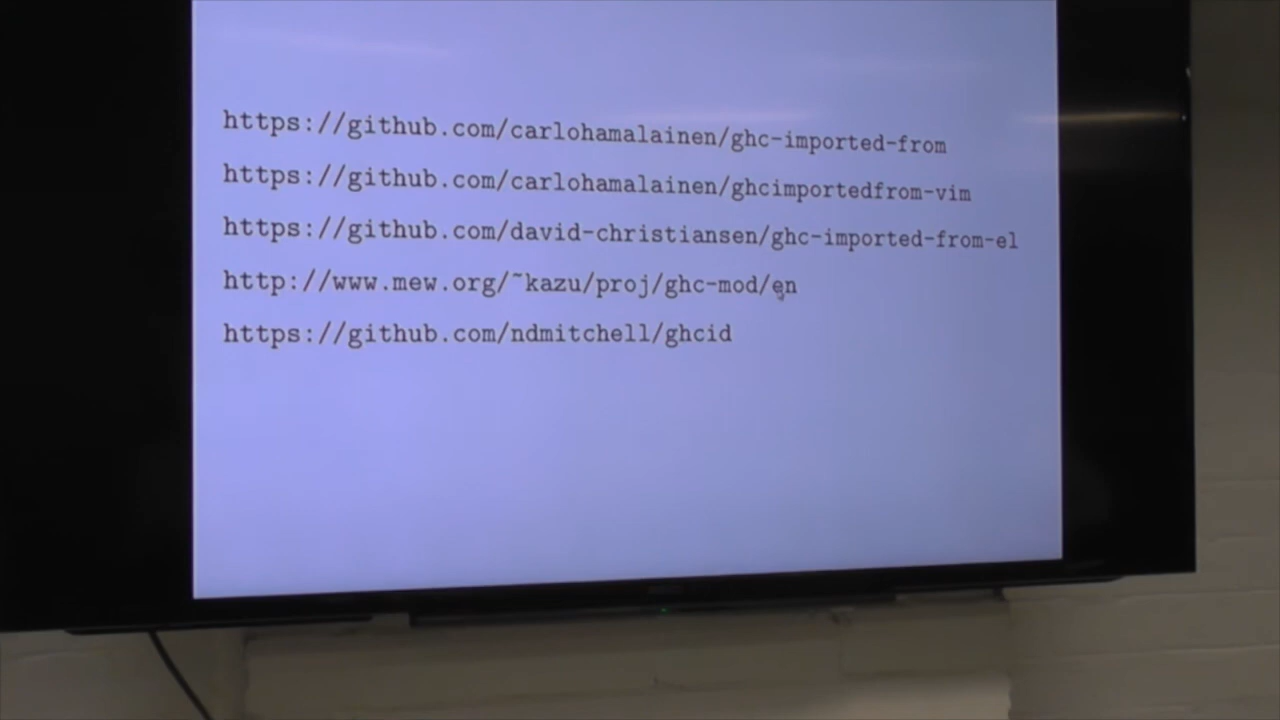 https://github.com/carlohamalainen/ghc-imported-from
https://github.com/carlohamalainen/ghcimportedfrom-vim
https://github.com/david-christiansen/ghc-imported-from-el
http://www.mew.org/~kazu/proj/ghc-mod/en
https://github.com/ndmitchell/ghcid